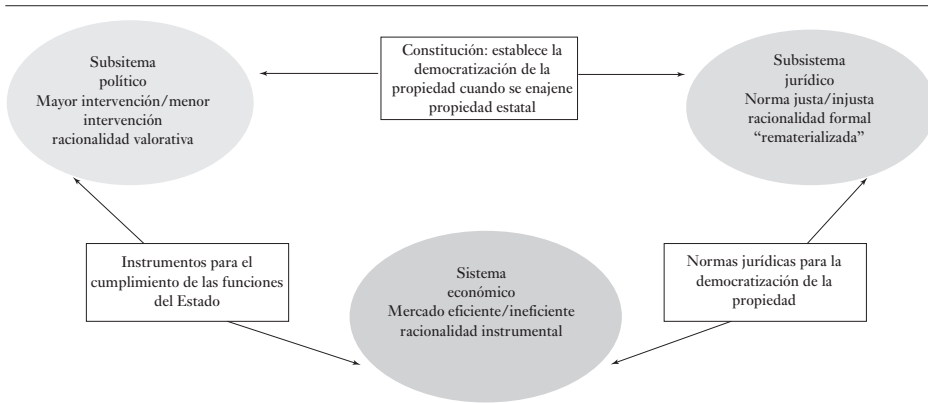 Subsitema
político
Mayor intervención/menor
intervención
racionalidad valorativa
Constitución: establece la
democratización de la
propiedad cuando se enajene
propiedad estatal
Subsistema
jurídico
Norma justa/injusta
racionalidad formal
“rematerializada”
Instrumentos para el
cumplimiento de las funciones
del Estado
Sistema
económico
Mercado eficiente/ineficiente
racionalidad instrumental
Normas jurídicas para la
democratización de la
propiedad